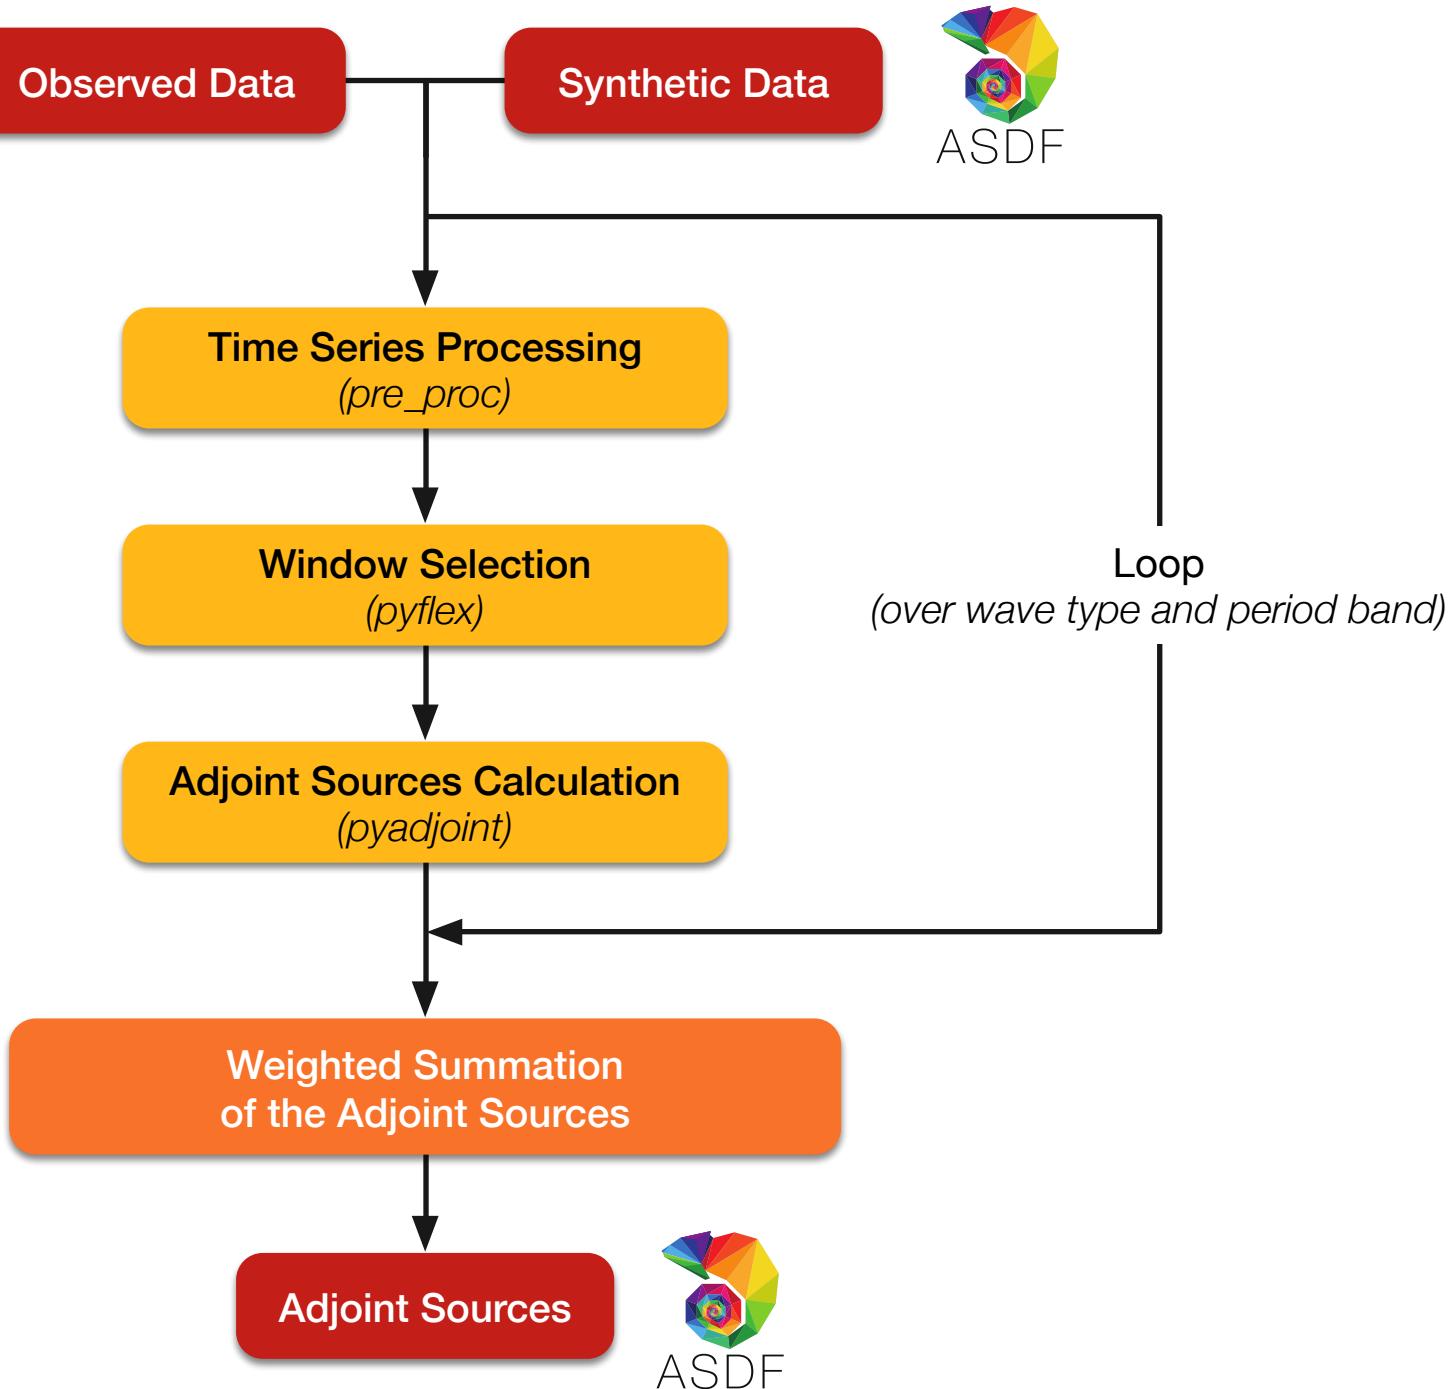 Observed Data
Synthetic Data
ASDF
Time Series Processing
(pre_proc)
Window Selection
(pyflex)
Loop
(over wave type and period band)
Adjoint Sources Calculation
(pyadjoint)
Weighted Summation
of the Adjoint Sources
Adjoint Sources
ASDF